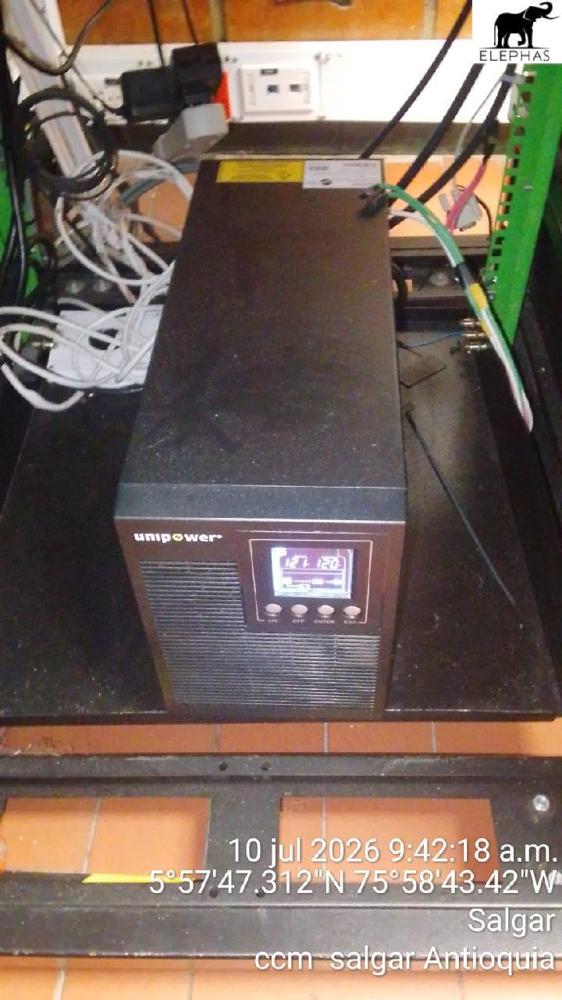 ELEPHAS
unipower
127 120
ON OFF ENTER ESC
10 jul 2026 9:42:18 a.m.
5°57'47.312"N 75°58'43.42"W
Salgar
ccm salgar Antioquia